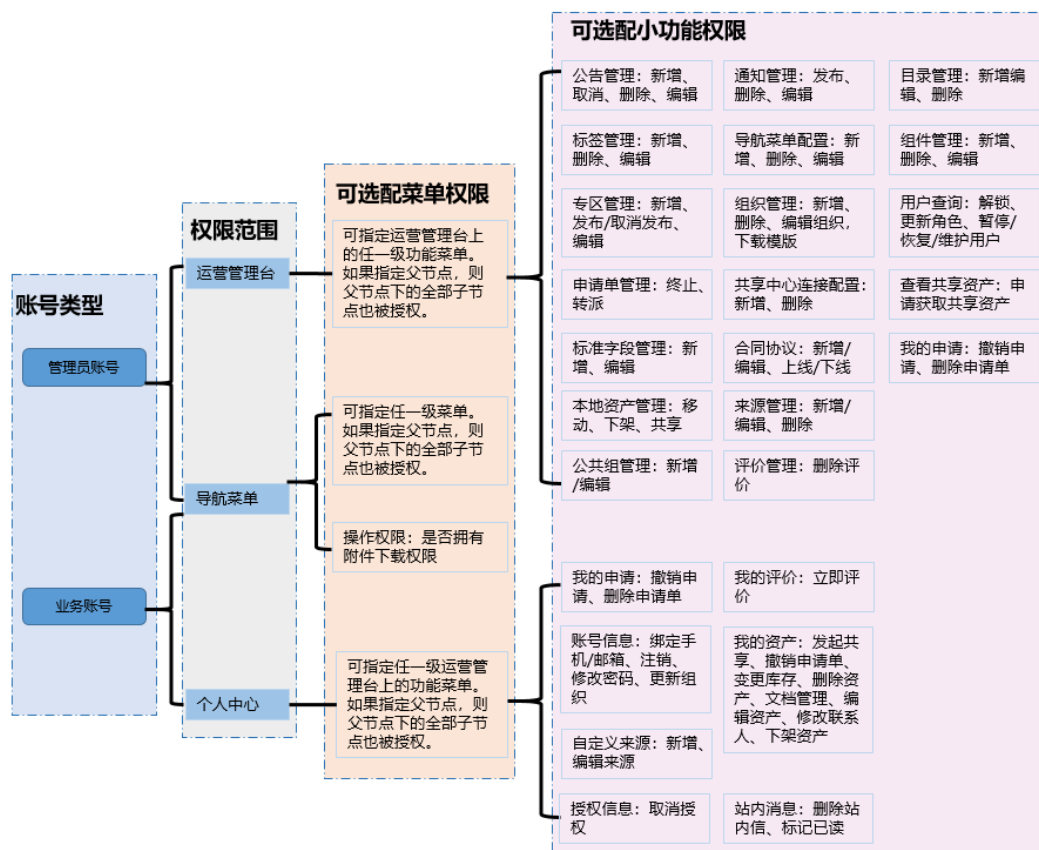 账号类型
管理员账号
业务账号
权限范围
运营管理台
导航菜单
个人中心
可选配菜单权限
可指定运营管理台上
的任一级功能菜单。
如果指定父节点，则
父节点下的全部子节
点也被授权。
可指定任一级菜单。
如果指定父节点，则
父节点下的全部子节
点也被授权。
操作权限：是否拥有
附件下载权限
可指定任一级运营管
理台上的功能菜单。
如果指定父节点，则
父节点下的全部子节
点也被授权。
可选配小功能权限
公告管理：新增、
取消、删除、编辑
通知管理：发布、
删除、编辑
目录管理：新增编
辑、删除
标签管理：新增、
删除、编辑
导航菜单配置：新
增、删除、编辑
组件管理：新增、
删除、编辑
专区管理：新增、
发布/取消发布、
编辑
组织管理：新增、
删除、编辑组织，
下载模版
用户查询：解锁、
更新角色、暂停/
恢复/维护用户
申请单管理：终止、
转派
共享中心连接配置：
新增、删除
查看共享资产：申
请获取共享资产
标准字段管理：新
增、编辑
合同协议：新增/
编辑、上线/下线
我的申请：撤销申
请、删除申请单
本地资产管理：移
动、下架、共享
来源管理：新增/
编辑、删除
公共组管理：新增
/编辑
评价管理：删除评
价
我的申请：撤销申
请、删除申请单
我的评价：立即评
价
账号信息：绑定手
机/邮箱、注销、
修改密码、更新组
织
我的资产：发起共
享、撤销申请单、
变更库存、删除资
产、文档管理、编
辑资产、修改联系
人、下架资产
自定义来源：新增、
编辑来源
授权信息：取消授
权
站内消息：删除站
内信、标记已读